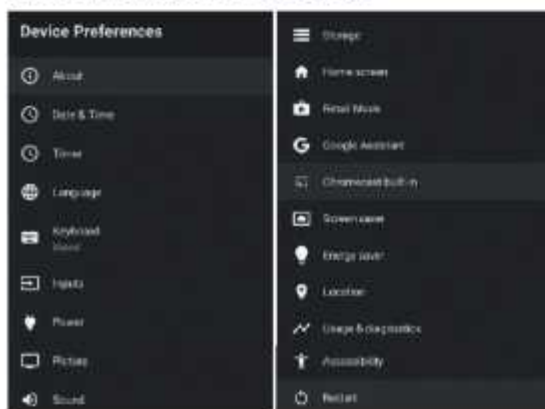 Device Preferences
About
Date & Time
Timer
Language
Keyboard
Inputs
Power
Picture
Sound
Storage
Home screen
Retail Mode
Google Assistant
Chromecast built-in
Screen saver
Energy saver
Location
Usage & diagnostics
Accessibility
Restart